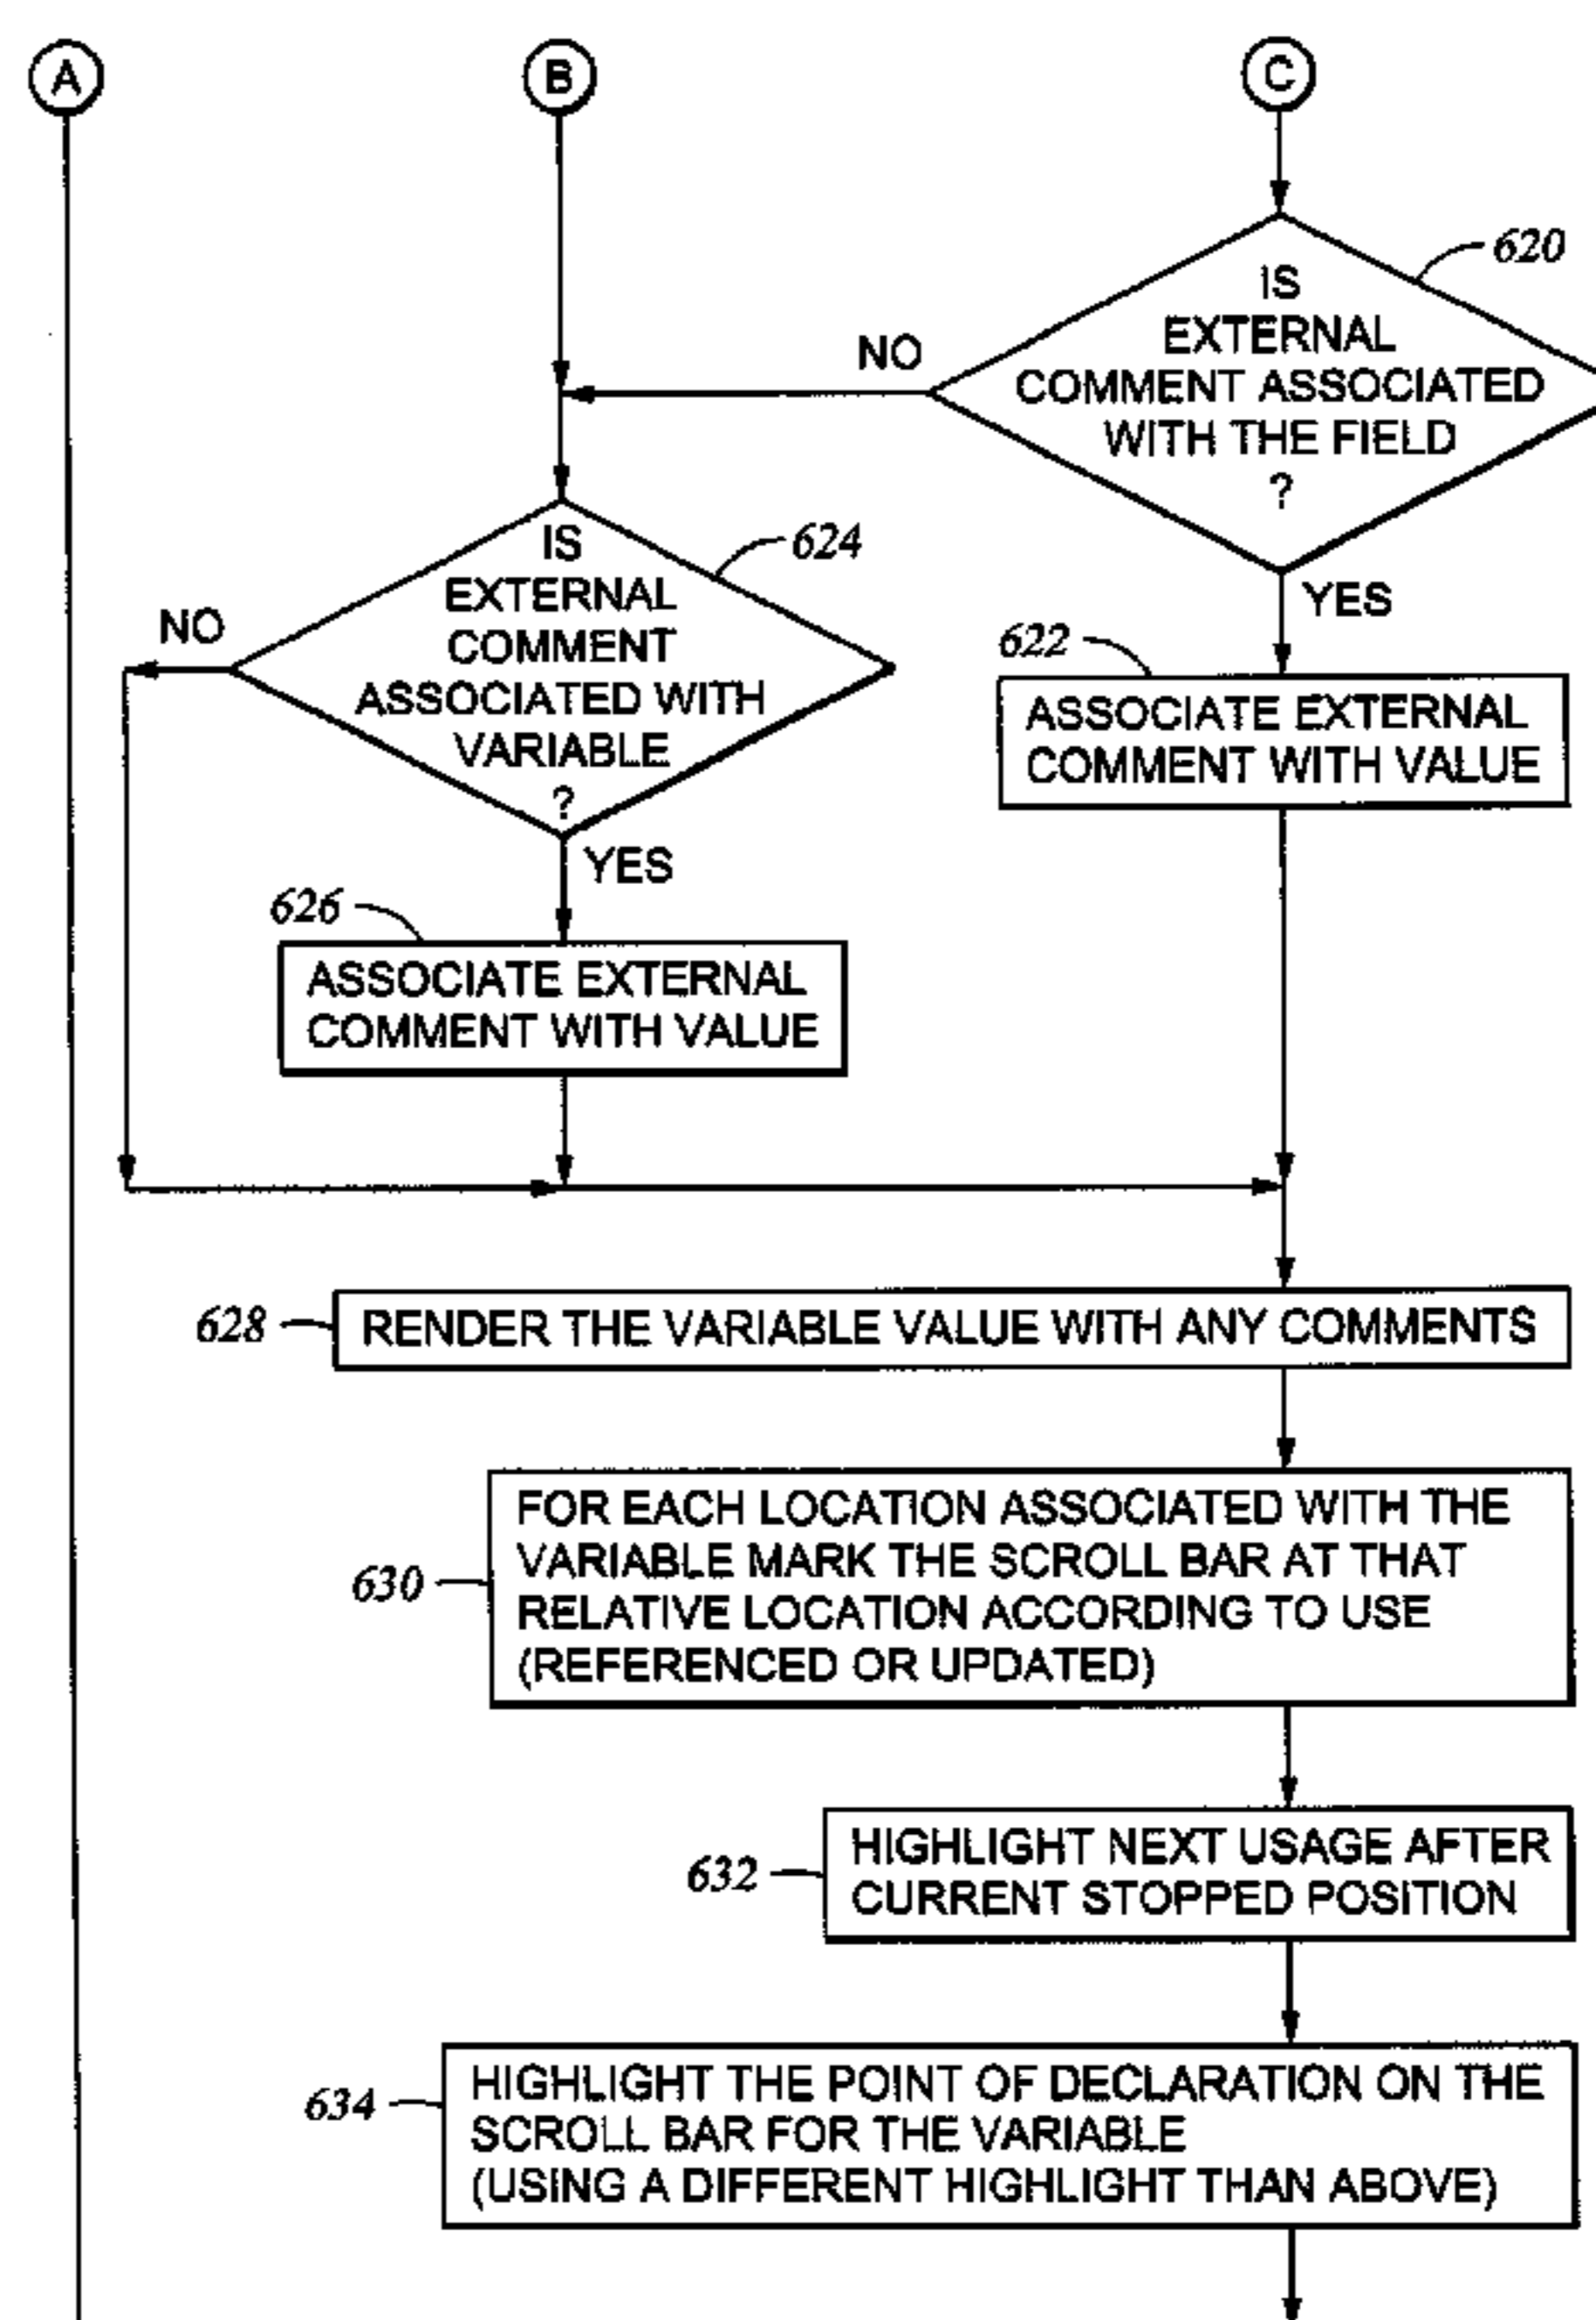 A
B
C
620
IS
EXTERNAL
COMMENT ASSOCIATED
WITH THE FIELD
?
NO
YES
624
IS
EXTERNAL
COMMENT
ASSOCIATED WITH
VARIABLE
?
NO
YES
622
ASSOCIATE EXTERNAL
COMMENT WITH VALUE
626
ASSOCIATE EXTERNAL
COMMENT WITH VALUE
628
RENDER THE VARIABLE VALUE WITH ANY COMMENTS
630
FOR EACH LOCATION ASSOCIATED WITH THE
VARIABLE MARK THE SCROLL BAR AT THAT
RELATIVE LOCATION ACCORDING TO USE
(REFERENCED OR UPDATED)
632
HIGHLIGHT NEXT USAGE AFTER
CURRENT STOPPED POSITION
634
HIGHLIGHT THE POINT OF DECLARATION ON THE
SCROLL BAR FOR THE VARIABLE
(USING A DIFFERENT HIGHLIGHT THAN ABOVE)